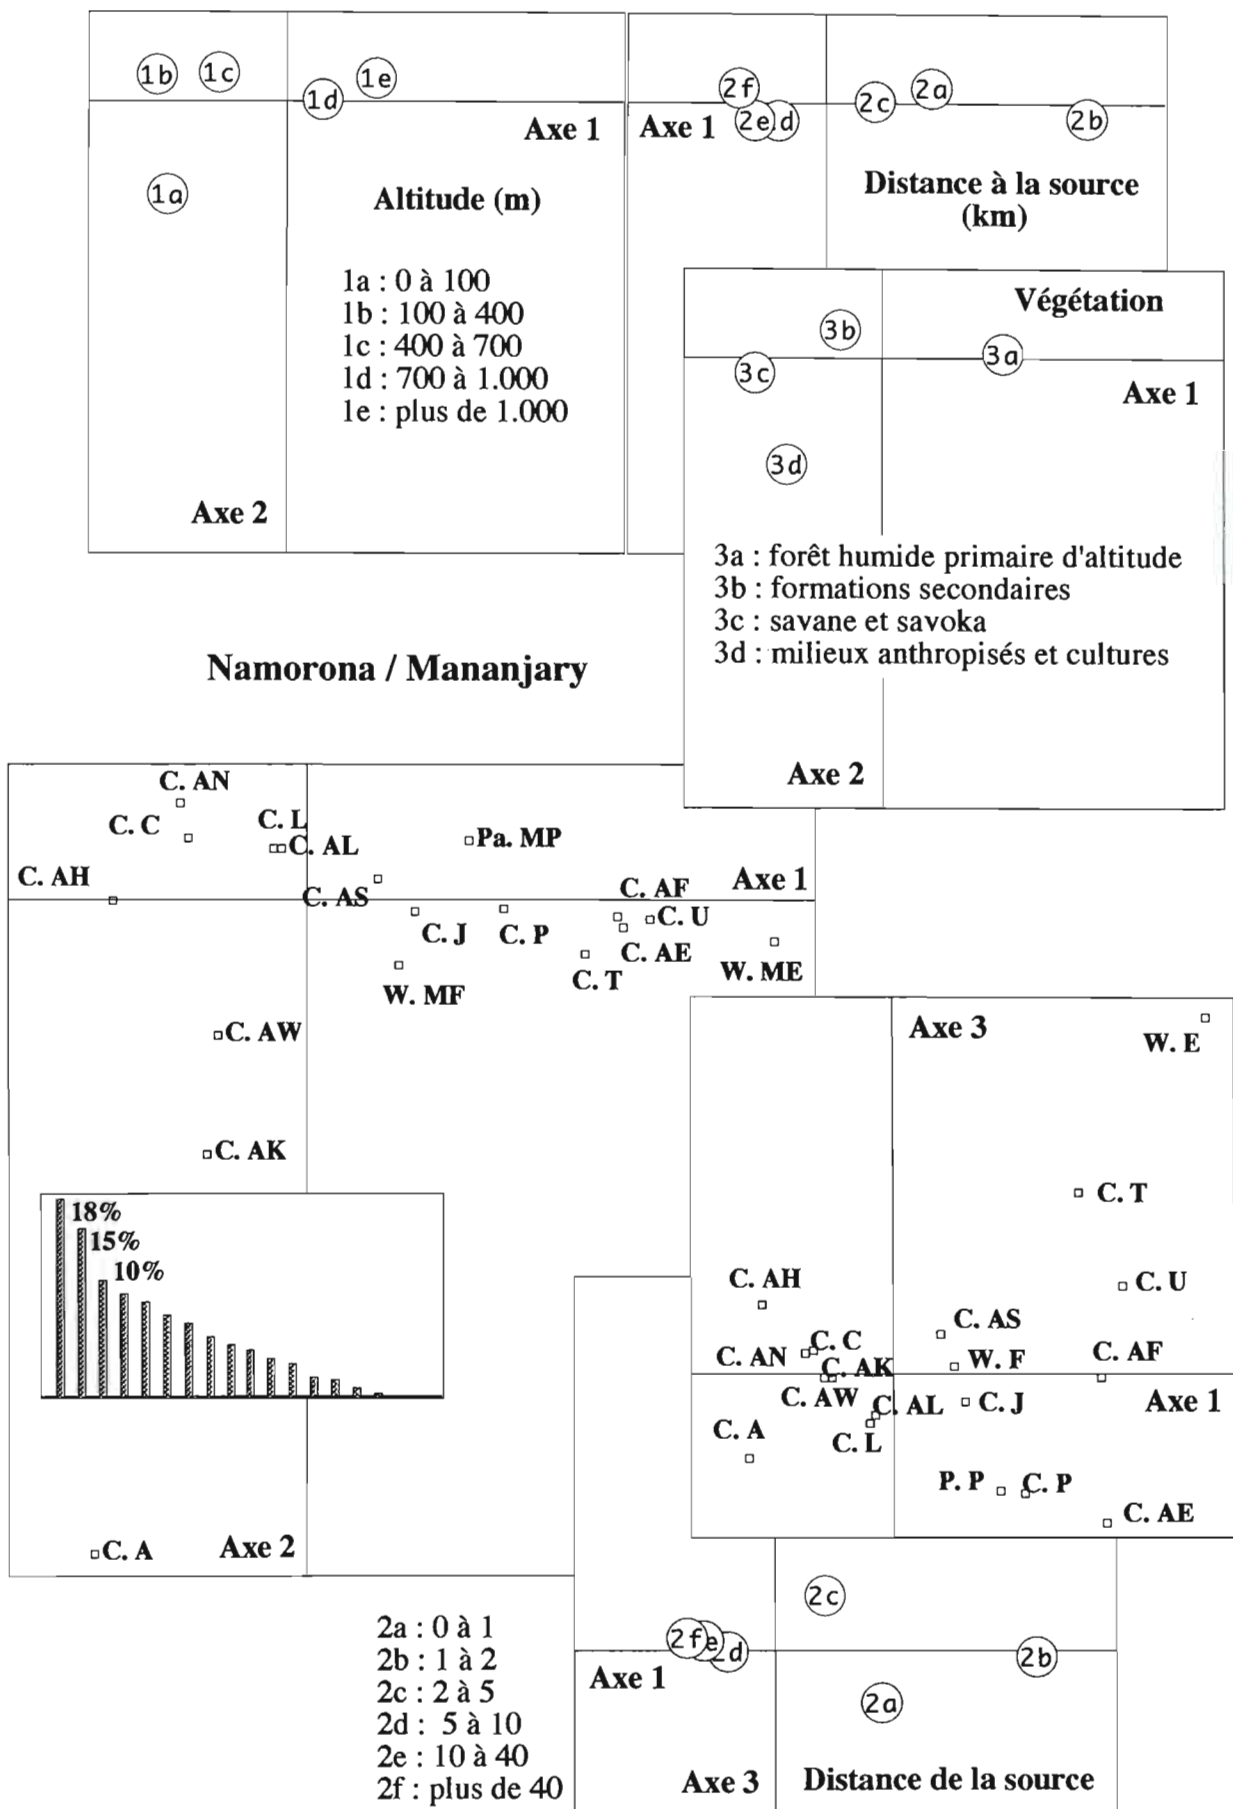 1b
1c
1e
1d
Axe 1
1a
Altitude (m)
1a : 0 à 100
1b : 100 à 400
1c : 400 à 700
1d : 700 à 1.000
1e : plus de 1.000
Axe 2
2f
2e
d
2c
2a
2b
Axe 1
Distance à la source
(km)
Végétation
3b
3a
3c
Axe 1
3d
3a : forêt humide primaire d'altitude
3b : formations secondaires
3c : savane et savoka
3d : milieux anthropisés et cultures
Axe 2
Namorona / Mananjary
C. AN
C. C
C. L
C. AL
Pa. MP
C. AH
C. AS
C. AF
Axe 1
C. J
C. P
C. U
C. AE
C. T
W. ME
W. MF
C. AW
C. AK
18%
15%
10%
C. A
Axe 2
Axe 3
W. E
C. T
C. AH
C. U
C. AS
C. C
C. AN
C. AK
W. F
C. AF
C. AW
C. AL
C. J
Axe 1
C. A
C. L
P. P
C. P
C. AE
2a : 0 à 1
2b : 1 à 2
2c : 2 à 5
2d : 5 à 10
2e : 10 à 40
2f : plus de 40
2c
2f
e
2d
2b
Axe 1
2a
Axe 3
Distance de la source